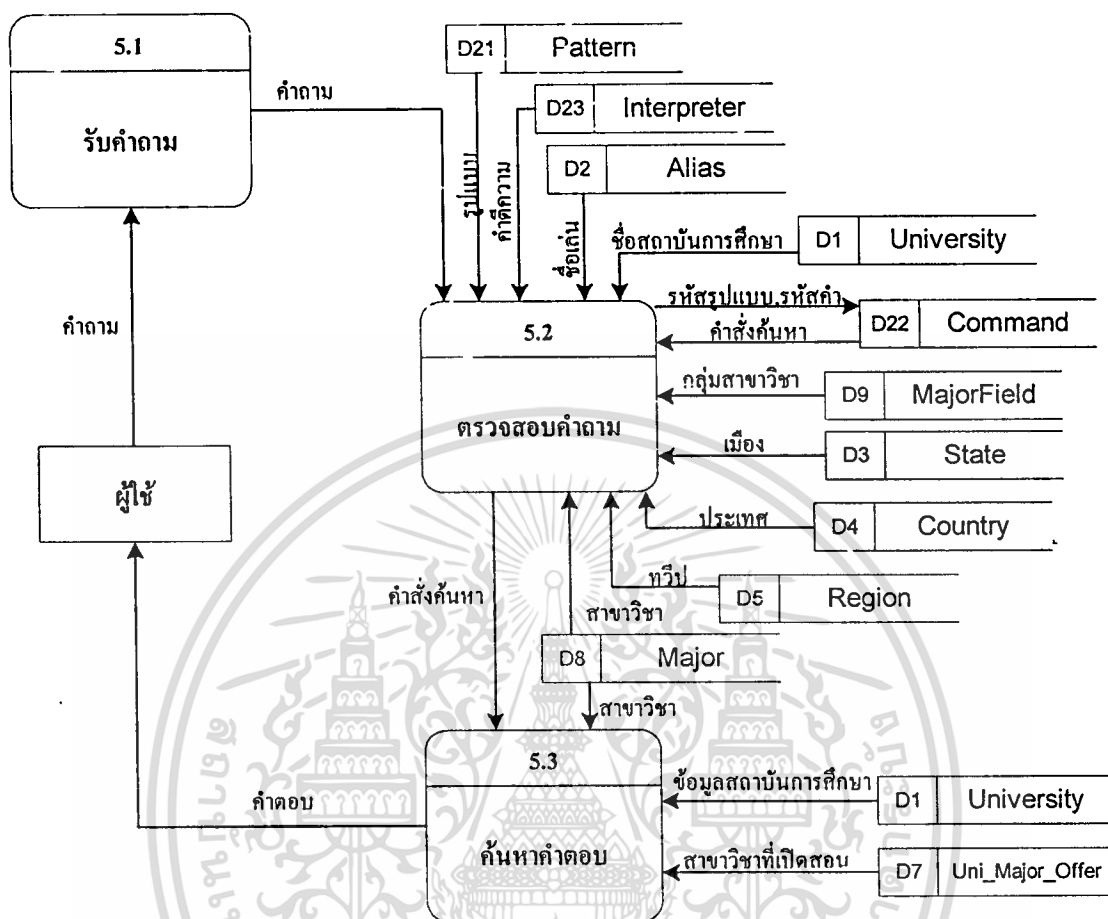 5.1
รับคำถาม
คำถาม
D21 Pattern
D23 Interpreter
D2 Alias
รูปแบบ
คำตีความ
ชื่อเล่น
ชื่อสถาบันการศึกษา
D1 University
รหัสรูปแบบ,รหัสคำ
คำสั่งค้นหา
D22 Command
5.2
ตรวจสอบคำถาม
กลุ่มสาขาวิชา
D9 MajorField
เมือง
D3 State
ประเทศ
D4 Country
ทวีป
D5 Region
คำถาม
ผู้ใช้
คำสั่งค้นหา
สาขาวิชา
D8 Major
สาขาวิชา
5.3
ค้นหาคำตอบ
คำตอบ
ข้อมูลสถาบันการศึกษา
D1 University
สาขาวิชาที่เปิดสอน
D7 Uni_Major_Offer